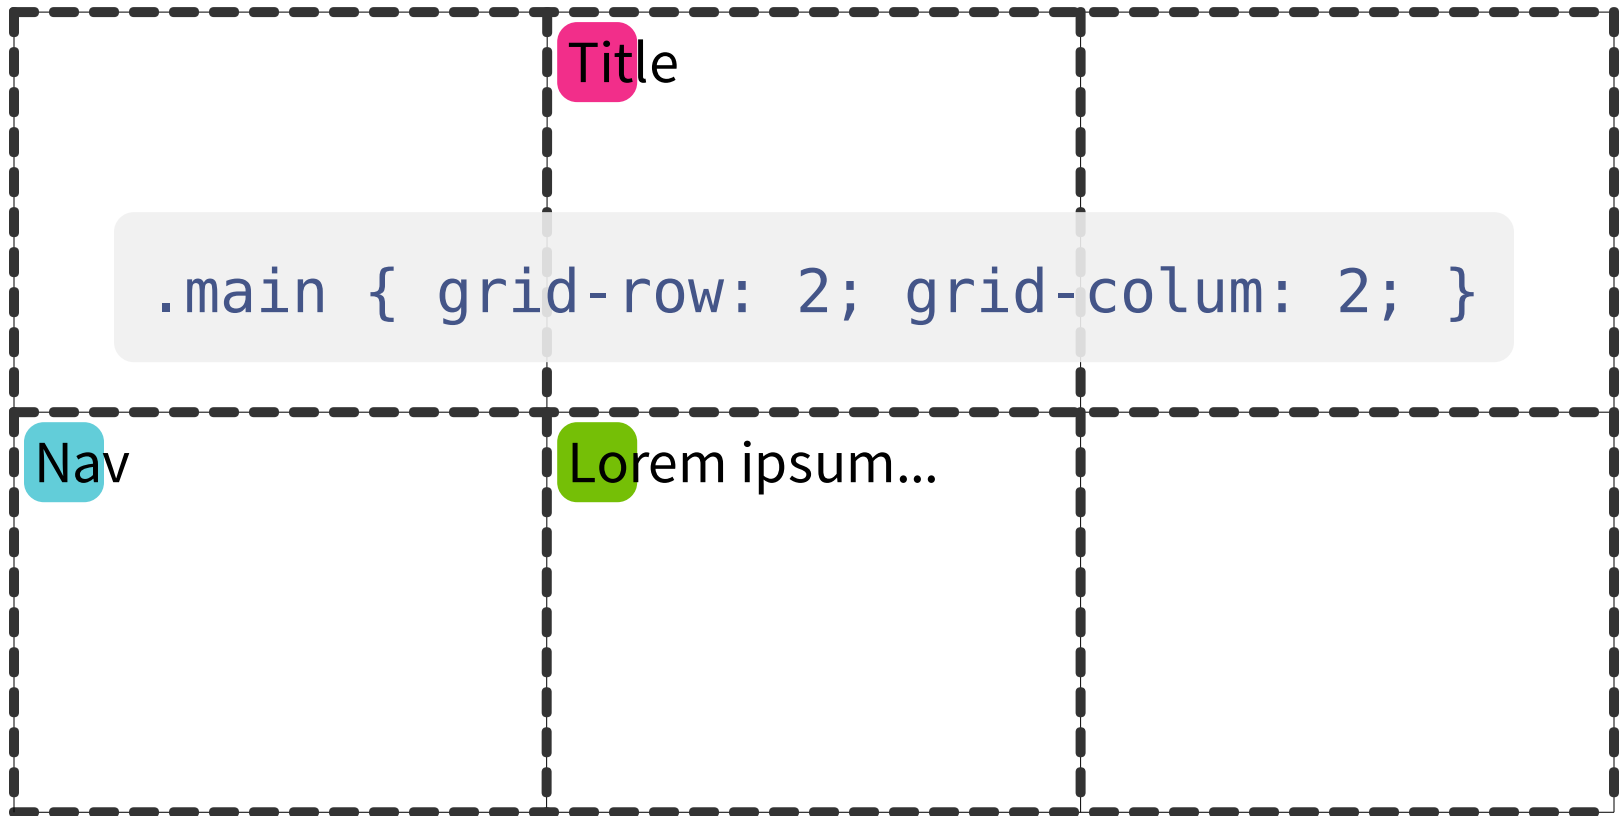 Title
.main { grid-row: 2; grid-colum: 2; }
Nav
Lorem ipsum...